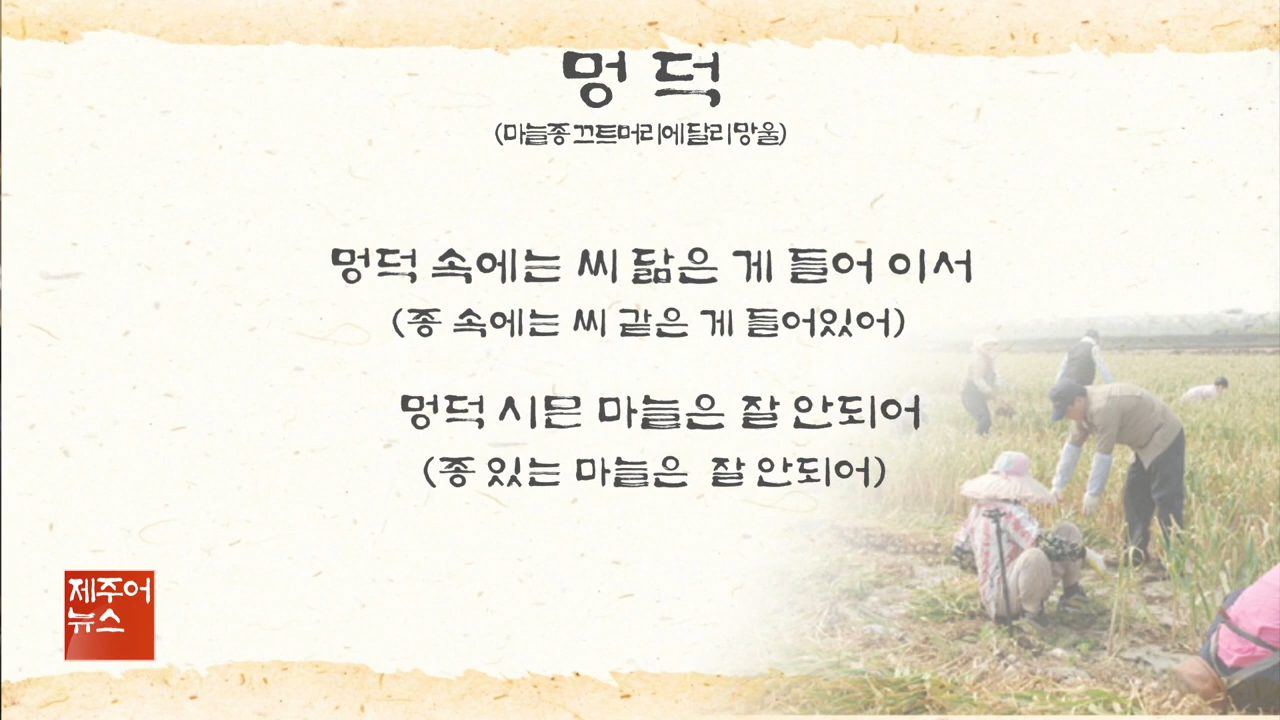 멍덕
(마늘종 끄트머리에 달리 망울)
멍덕 속에는 씨 닮은 게 들어 이서
(종 속에는 씨 같은 게 들어있어)
멍덕 시믄 마늘은 잘 안되어
(종 있는 마늘은 잘 안되어)
제주어
뉴스